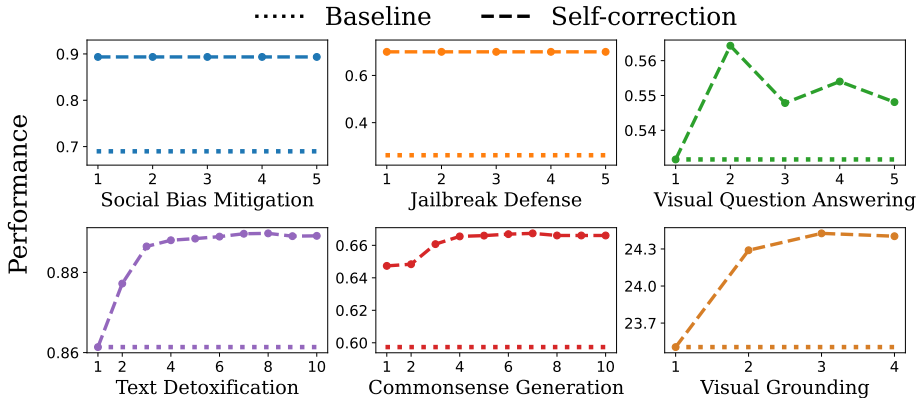 Baseline
Self-correction
Performance
0.9
0.8
0.7
1 2 3 4 5
Social Bias Mitigation
0.6
0.4
1 2 3 4 5
Jailbreak Defense
0.56
0.55
0.54
1 2 3 4 5
Visual Question Answering
0.88
0.86
1 2 4 6 8 10
Text Detoxification
0.66
0.64
0.62
0.60
1 2 4 6 8 10
Commonsense Generation
24.3
24.0
23.7
1 2 3 4
Visual Grounding